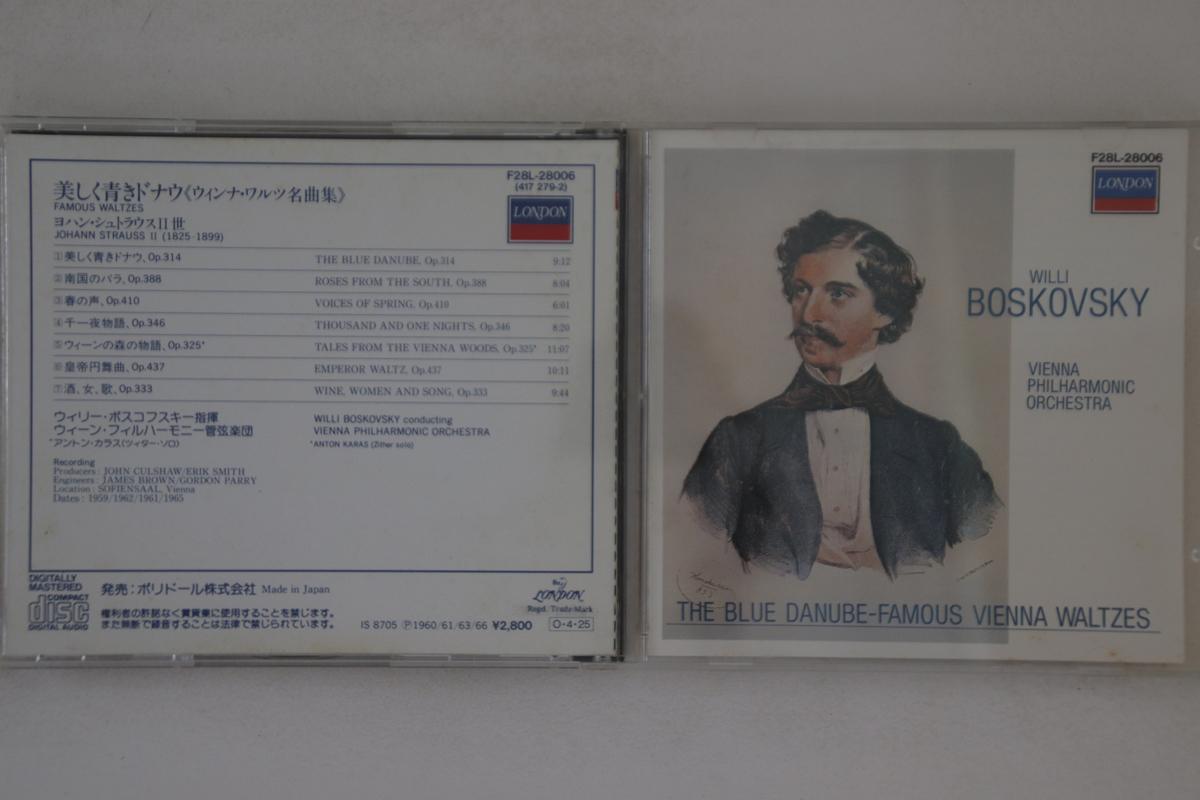 F28L-28006
(417 279-2)
美しく青きドナウ《ウィンナ・ワルツ名曲集》
FAMOUS WALTZES
LONDON
ヨハン・シュトラウスII世
JOHANN STRAUSS II (1825-1899)
①美しく青きドナウ、Op.314 THE BLUE DANUBE, Op.314 9:12
②南国のバラ、Op.388 ROSES FROM THE SOUTH, Op.388 8:04
③春の声、Op.410 VOICES OF SPRING, Op.410 6:01
④千一夜物語、Op.346 THOUSAND AND ONE NIGHTS, Op.346 8:20
⑤ウィーンの森の物語、Op.325* TALES FROM THE VIENNA WOODS, Op.325* 11:07
⑥皇帝円舞曲、Op.437 EMPEROR WALTZ, Op.437 10:11
⑦酒、女、歌、Op.333 WINE, WOMEN AND SONG, Op.333 9:44
ウィリー・ボスコフスキー指揮 WILLI BOSKOVSKY conducting
ウィーン・フィルハーモニー管弦楽団 VIENNA PHILHARMONIC ORCHESTRA
*アントン・カラス(ツィター・ソロ) *ANTON KARAS (Zither solo)
Recording
Producers : JOHN CULSHAW/ERIK SMITH
Engineers : JAMES BROWN/GORDON PARRY
Location : SOFIENSAAL, Vienna
Dates : 1959/1962/1961/1965
DIGITALLY
MASTERED
COMPACT
disc
DIGITAL AUDIO
発売：ポリドール株式会社 Made in Japan
権利者の許諾なく賃貸業に使用することを禁じます。
また無断で録音することは法律で禁じられています。
IS 8705 Ⓟ1960/61/63/66 ¥2,800 O・4・25
LONDON
Regd. Trade-Mark
F28L-28006
LONDON
WILLI
BOSKOVSKY
VIENNA
PHILHARMONIC
ORCHESTRA
THE BLUE DANUBE-FAMOUS VIENNA WALTZES